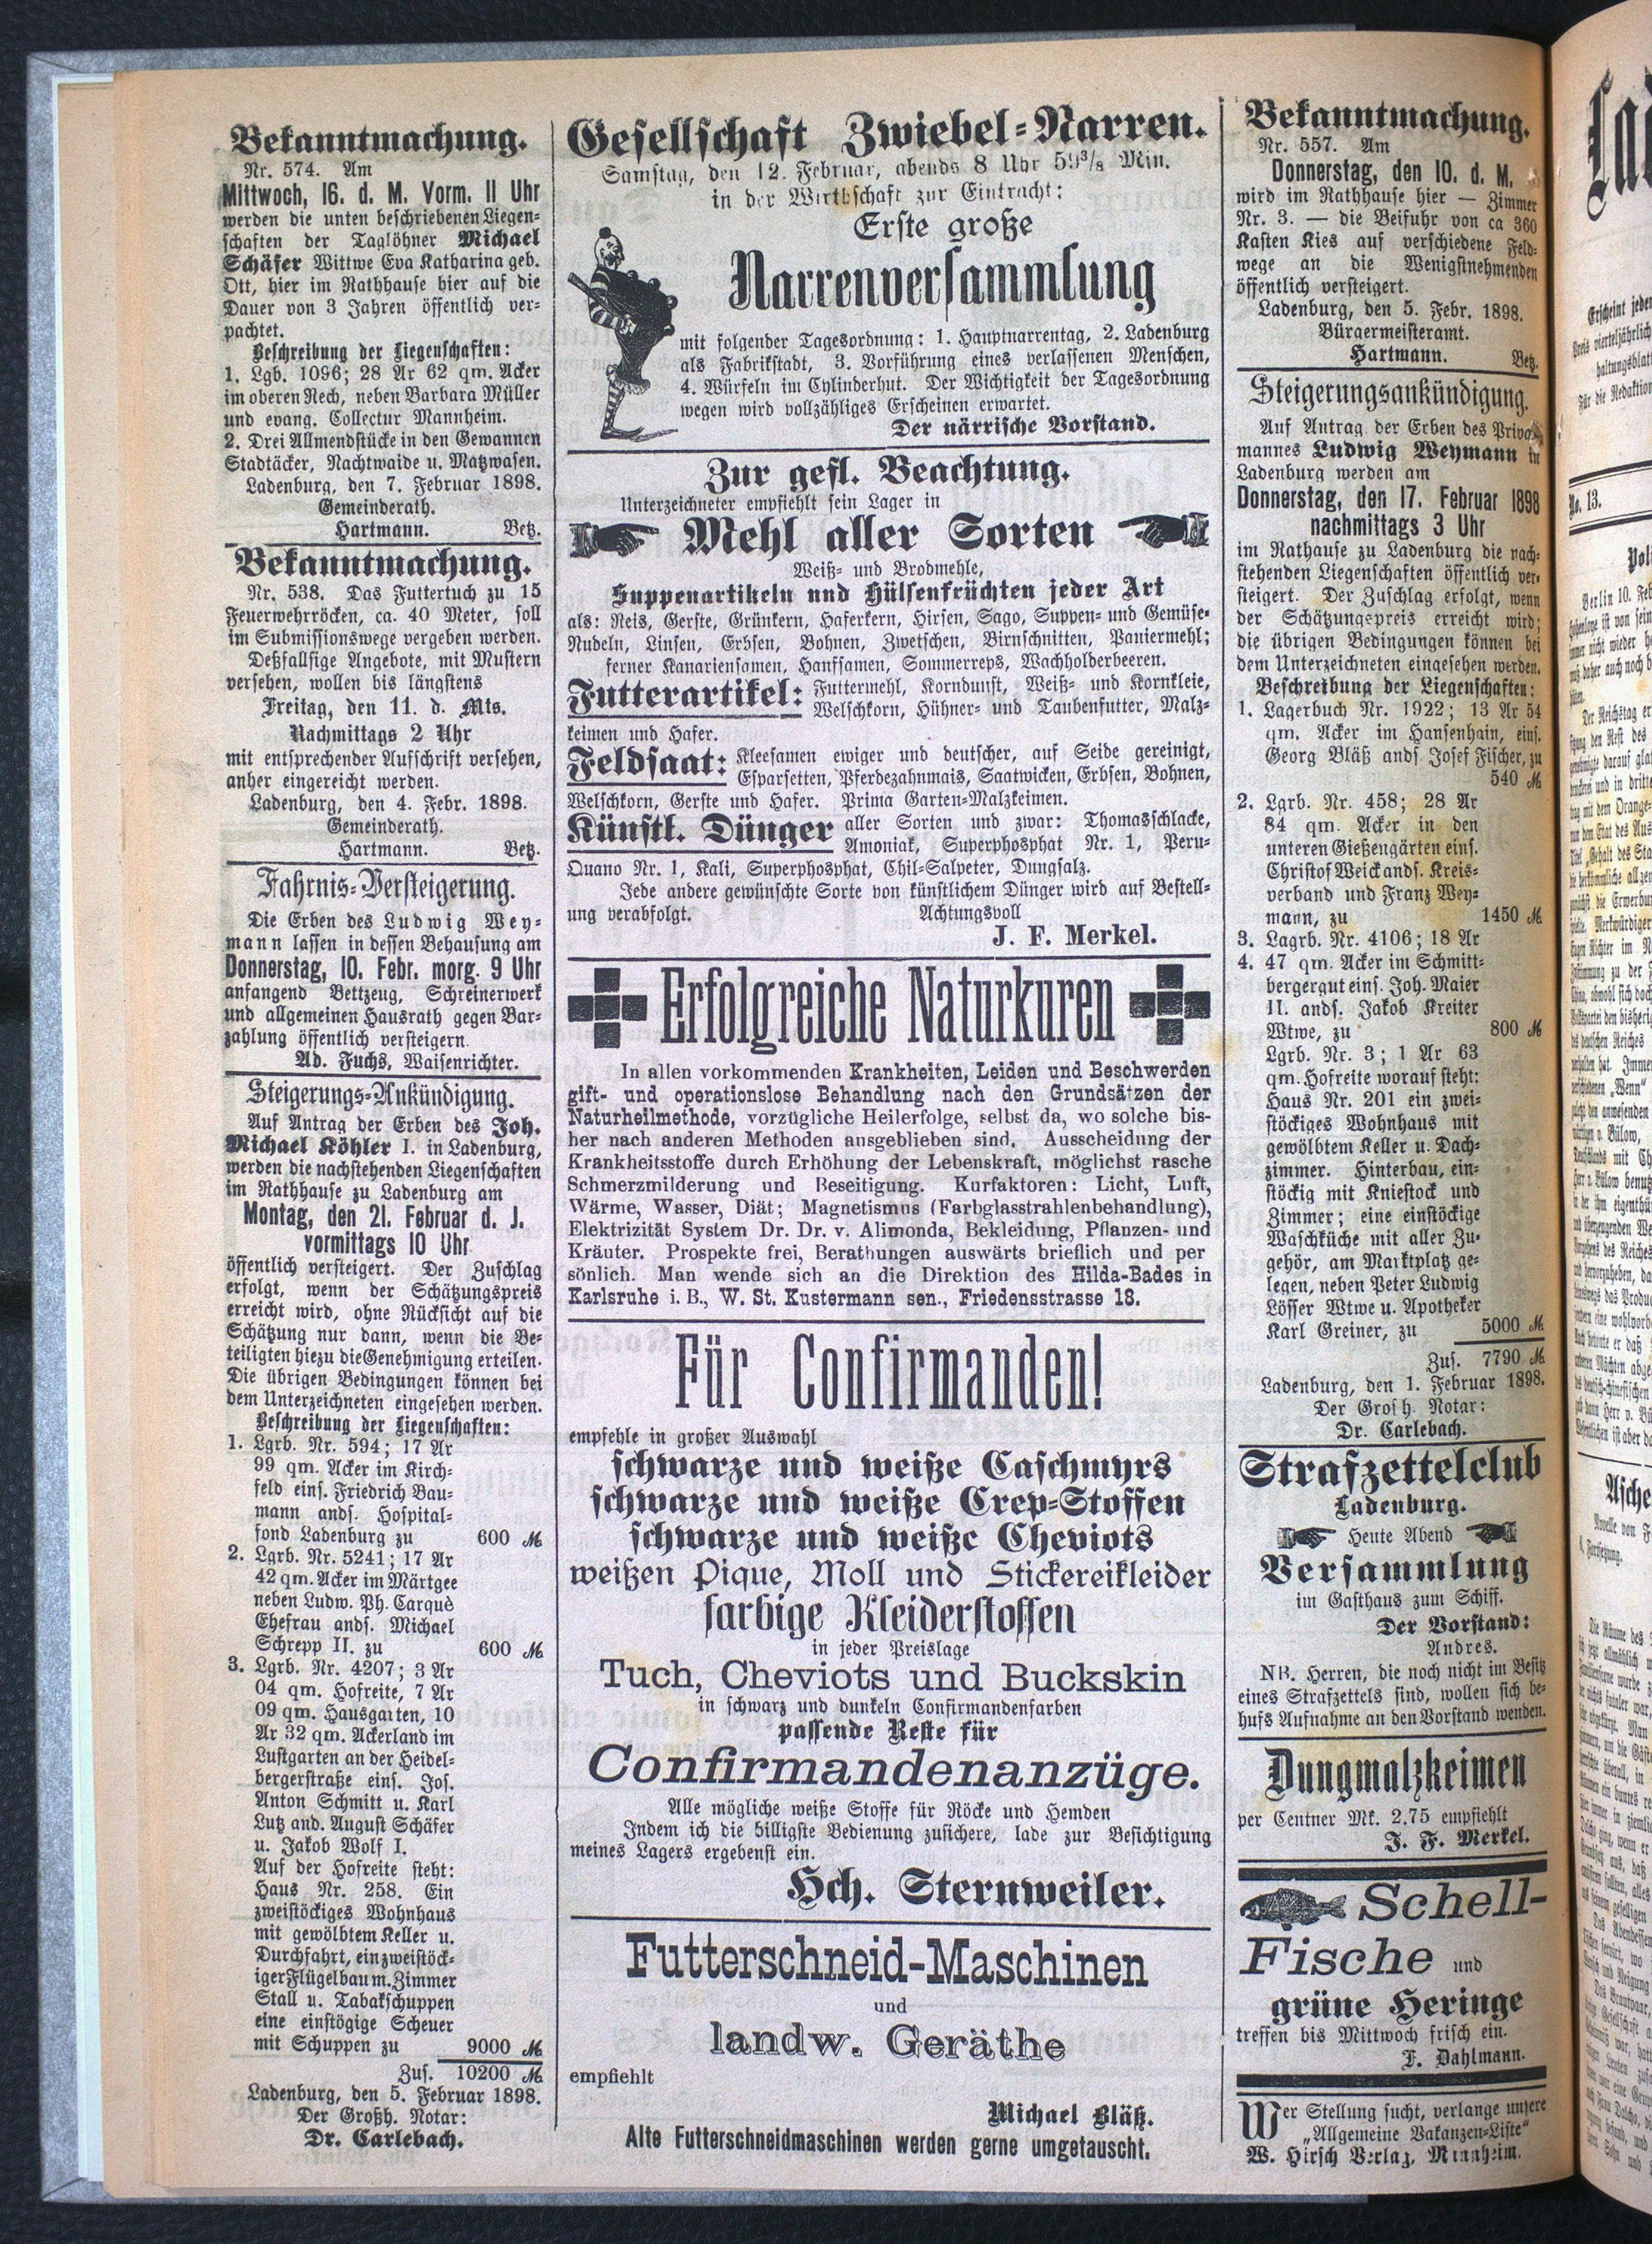 Bekanntmachung.
Nr. 574. Am
Mittwoch, 16. d. M. Vorm. 11 Uhr
werden die unten beschriebenen Liegen-
schaften der Taglöhner Michael
Schäfer Wittwe Eva Katharina geb.
Ott, hier im Rathhause hier auf die
Dauer von 3 Jahren öffentlich ver-
pachtet.
Beschreibung der Liegenschaften:
1. Lgb. 1096; 28 Ar 62 qm. Acker
im oberen Rech, neben Barbara Müller
und evang. Collectur Mannheim.
2. Drei Allmendstücke in den Gewannen
Stadtäcker, Nachtwaide u. Matzwasen.
Ladenburg, den 7. Februar 1898.
Gemeinderath.
Hartmann. Betz.
Bekanntmachung.
Nr. 538. Das Futtertuch zu 15
Feuerwehrröcken, ca. 40 Meter, soll
im Submissionswege vergeben werden.
Deßfallsige Angebote, mit Mustern
versehen, wollen bis längstens
Freitag, den 11. d. Mts.
Nachmittags 2 Uhr
mit entsprechender Aufschrift versehen,
anher eingereicht werden.
Ladenburg, den 4. Febr. 1898.
Gemeinderath.
Hartmann. Betz.
Fahrnis-Versteigerung.
Die Erben des Ludwig Wey-
mann lassen in dessen Behausung am
Donnerstag, 10. Febr. morg. 9 Uhr
anfangend Bettzeug, Schreinerwerk
und allgemeinen Hausrath gegen Bar-
zahlung öffentlich versteigern.
Ad. Fuchs, Waisenrichter.
Steigerungs-Ankündigung.
Auf Antrag der Erben des Joh.
Michael Köhler I. in Ladenburg,
werden die nachstehenden Liegenschaften
im Rathhause zu Ladenburg am
Montag, den 21. Februar d. J.
vormittags 10 Uhr
öffentlich versteigert. Der Zuschlag
erfolgt, wenn der Schätzungspreis
erreicht wird, ohne Rücksicht auf die
Schätzung nur dann, wenn die Be-
teiligten hiezu die Genehmigung erteilen.
Die übrigen Bedingungen können bei
dem Unterzeichneten eingesehen werden.
Beschreibung der Liegenschaften:
1. Lgrb. Nr. 594; 17 Ar
99 qm. Acker im Kirch-
feld eins. Friedrich Bau-
mann ands. Hospital-
fond Ladenburg zu 600 M.
2. Lgrb. Nr. 5241; 17 Ar
42 qm. Acker im Märtgee
neben Ludw. Ph. Carquè
Ehefrau ands. Michael
Schrepp II. zu 600 M.
3. Lgrb. Nr. 4207; 3 Ar
04 qm. Hofreite, 7 Ar
09 qm. Hausgarten, 10
Ar 32 qm. Ackerland im
Lustgarten an der Heidel-
bergerstraße eins. Jos.
Anton Schmitt u. Karl
Lutz and. August Schäfer
u. Jakob Wolf I.
Auf der Hofreite steht:
Haus Nr. 258. Ein
zweistöckiges Wohnhaus
mit gewölbtem Keller u.
Durchfahrt, ein zweistöck-
iger Flügelbau m. Zimmer
Stall u. Tabakschuppen
eine einstögige Scheuer
mit Schuppen zu 9000 M.
Zus. 10200 M.
Ladenburg, den 5. Februar 1898.
Der Großh. Notar:
Dr. Carlebach.
Gesellschaft Zwiebel-Narren.
Samstag, den 12. Februar, abends 8 Uhr 59³/₈ Min.
in der Wirthschaft zur Eintracht:
Erste große
Narrenversammlung
mit folgender Tagesordnung: 1. Hauptnarrentag, 2. Ladenburg
als Fabrikstadt, 3. Vorführung eines verlassenen Menschen,
4. Würfeln im Cylinderhut. Der Wichtigkeit der Tagesordnung
wegen wird vollzähliges Erscheinen erwartet.
Der närrische Vorstand.
Zur gefl. Beachtung.
Unterzeichneter empfiehlt sein Lager in
Mehl aller Sorten
Weiß- und Brodmehle,
Suppenartikeln und Hülsenfrüchten jeder Art
als: Reis, Gerste, Grünkern, Haferkern, Hirsen, Sago, Suppen- und Gemüse-
Nudeln, Linsen, Erbsen, Bohnen, Zwetschen, Birnschnitten, Paniermehl;
ferner Kanariensamen, Hanfsamen, Sommerreps, Wachholderbeeren.
Futterartikel: Futtermehl, Korndunst, Weiß- und Kornkleie,
Welschkorn, Hühner- und Taubenfutter, Malz-
keimen und Hafer.
Feldsaat: Kleesamen ewiger und deutscher, auf Seide gereinigt,
Esparsetten, Pferdezahnmais, Saatwicken, Erbsen, Bohnen,
Welschkorn, Gerste und Hafer. Prima Garten-Malzkeimen.
Künstl. Dünger aller Sorten und zwar: Thomasschlacke,
Amoniak, Superphosphat Nr. 1, Peru-
Quano Nr. 1, Kali, Superphosphat, Chil-Salpeter, Dungsalz.
Jede andere gewünschte Sorte von künstlichem Dünger wird auf Bestell-
ung verabfolgt. Achtungsvoll
J. F. Merkel.
Erfolgreiche Naturkuren
In allen vorkommenden Krankheiten, Leiden und Beschwerden
gift- und operationslose Behandlung nach den Grundsätzen der
Naturheilmethode, vorzügliche Heilerfolge, selbst da, wo solche bis-
her nach anderen Methoden ausgeblieben sind. Ausscheidung der
Krankheitsstoffe durch Erhöhung der Lebenskraft, möglichst rasche
Schmerzmilderung und Beseitigung. Kurfaktoren: Licht, Luft,
Wärme, Wasser, Diät; Magnetismus (Farbglasstrahlenbehandlung),
Elektrizität System Dr. Dr. v. Alimonda, Bekleidung, Pflanzen- und
Kräuter. Prospekte frei, Berathungen auswärts brieflich und per
sönlich. Man wende sich an die Direktion des Hilda-Bades in
Karlsruhe i. B., W. St. Kustermann sen., Friedensstrasse 18.
Für Confirmanden!
empfehle in großer Auswahl
schwarze und weiße Caschmyrs
schwarze und weiße Crep-Stoffen
schwarze und weiße Cheviots
weißen Pique, Moll und Stickereikleider
farbige Kleiderstoffen
in jeder Preislage
Tuch, Cheviots und Buckskin
in schwarz und dunkeln Confirmandenfarben
passende Reste für
Confirmandenanzüge.
Alle mögliche weiße Stoffe für Röcke und Hemden
Indem ich die billigste Bedienung zusichere, lade zur Besichtigung
meines Lagers ergebenst ein.
Hch. Sternweiler.
Futterschneid-Maschinen
und
landw. Geräthe
empfiehlt
Michael Bläß.
Alte Futterschneidmaschinen werden gerne umgetauscht.
Bekanntmachung.
Nr. 557. Am
Donnerstag, den 10. d. M.
wird im Rathhause hier — Zimmer
Nr. 3. — die Beifuhr von ca 360
Kasten Kies auf verschiedene Feld-
wege an die Wenigstnehmenden
öffentlich versteigert.
Ladenburg, den 5. Febr. 1898.
Bürgermeisteramt.
Hartmann. Betz.
Steigerungsankündigung.
Auf Antrag der Erben des Priva
mannes Ludwig Weymann in
Ladenburg werden am
Donnerstag, den 17. Februar 1898
nachmittags 3 Uhr
im Rathause zu Ladenburg die nach-
stehenden Liegenschaften öffentlich ver-
steigert. Der Zuschlag erfolgt, wenn
der Schätzungspreis erreicht wird;
die übrigen Bedingungen können bei
dem Unterzeichneten eingesehen werden.
Beschreibung der Liegenschaften:
1. Lagerbuch Nr. 1922; 13 Ar 54
qm. Acker im Hansenhain, eins.
Georg Bläß ands. Josef Fischer, zu
540 M
2. Lgrb. Nr. 458; 28 Ar
84 qm. Acker in den
unteren Gießengärten eins.
Christof Weick ands. Kreis-
verband und Franz Wey-
mann, zu 1450 M.
3. Lagrb. Nr. 4106; 18 Ar
4. 47 qm. Acker im Schmitt-
bergergut eins. Joh. Maier
II. ands. Jakob Kreiter
Wtwe, zu 800 M
Lgrb. Nr. 3; 1 Ar 63
qm. Hofreite worauf steht:
Haus Nr. 201 ein zwei-
stöckiges Wohnhaus mit
gewölbtem Keller u. Dach-
zimmer. Hinterbau, ein-
stöckig mit Kniestock und
Zimmer; eine einstöckige
Waschküche mit aller Zu-
gehör, am Marktplatz ge-
legen, neben Peter Ludwig
Löffer Wtwe u. Apotheker
Karl Greiner, zu 5000 M.
Zus. 7790 M.
Ladenburg, den 1. Februar 1898.
Der Grosh. Notar:
Dr. Carlebach.
Strafzettelclub
Ladenburg.
Heute Abend
Versammlung
im Gasthaus zum Schiff.
Der Vorstand:
Andres.
NB. Herren, die noch nicht im Besitz
eines Strafzettels sind, wollen sich be-
hufs Aufnahme an den Vorstand wenden.
Dungmalzkeimen
per Centner Mk. 2.75 empfiehlt
J. F. Merkel.
Schell-
Fische und
grüne Heringe
treffen bis Mittwoch frisch ein.
F. Dahlmann.
Wer Stellung sucht, verlange unsere
„Allgemeine Vakanzen-Liste“
W. Hirsch Verlag, Mannheim.
Lad
Erscheint jeden
Preis vierteljährlich
haltungsblatt
Für die Redaktion
No. 13.